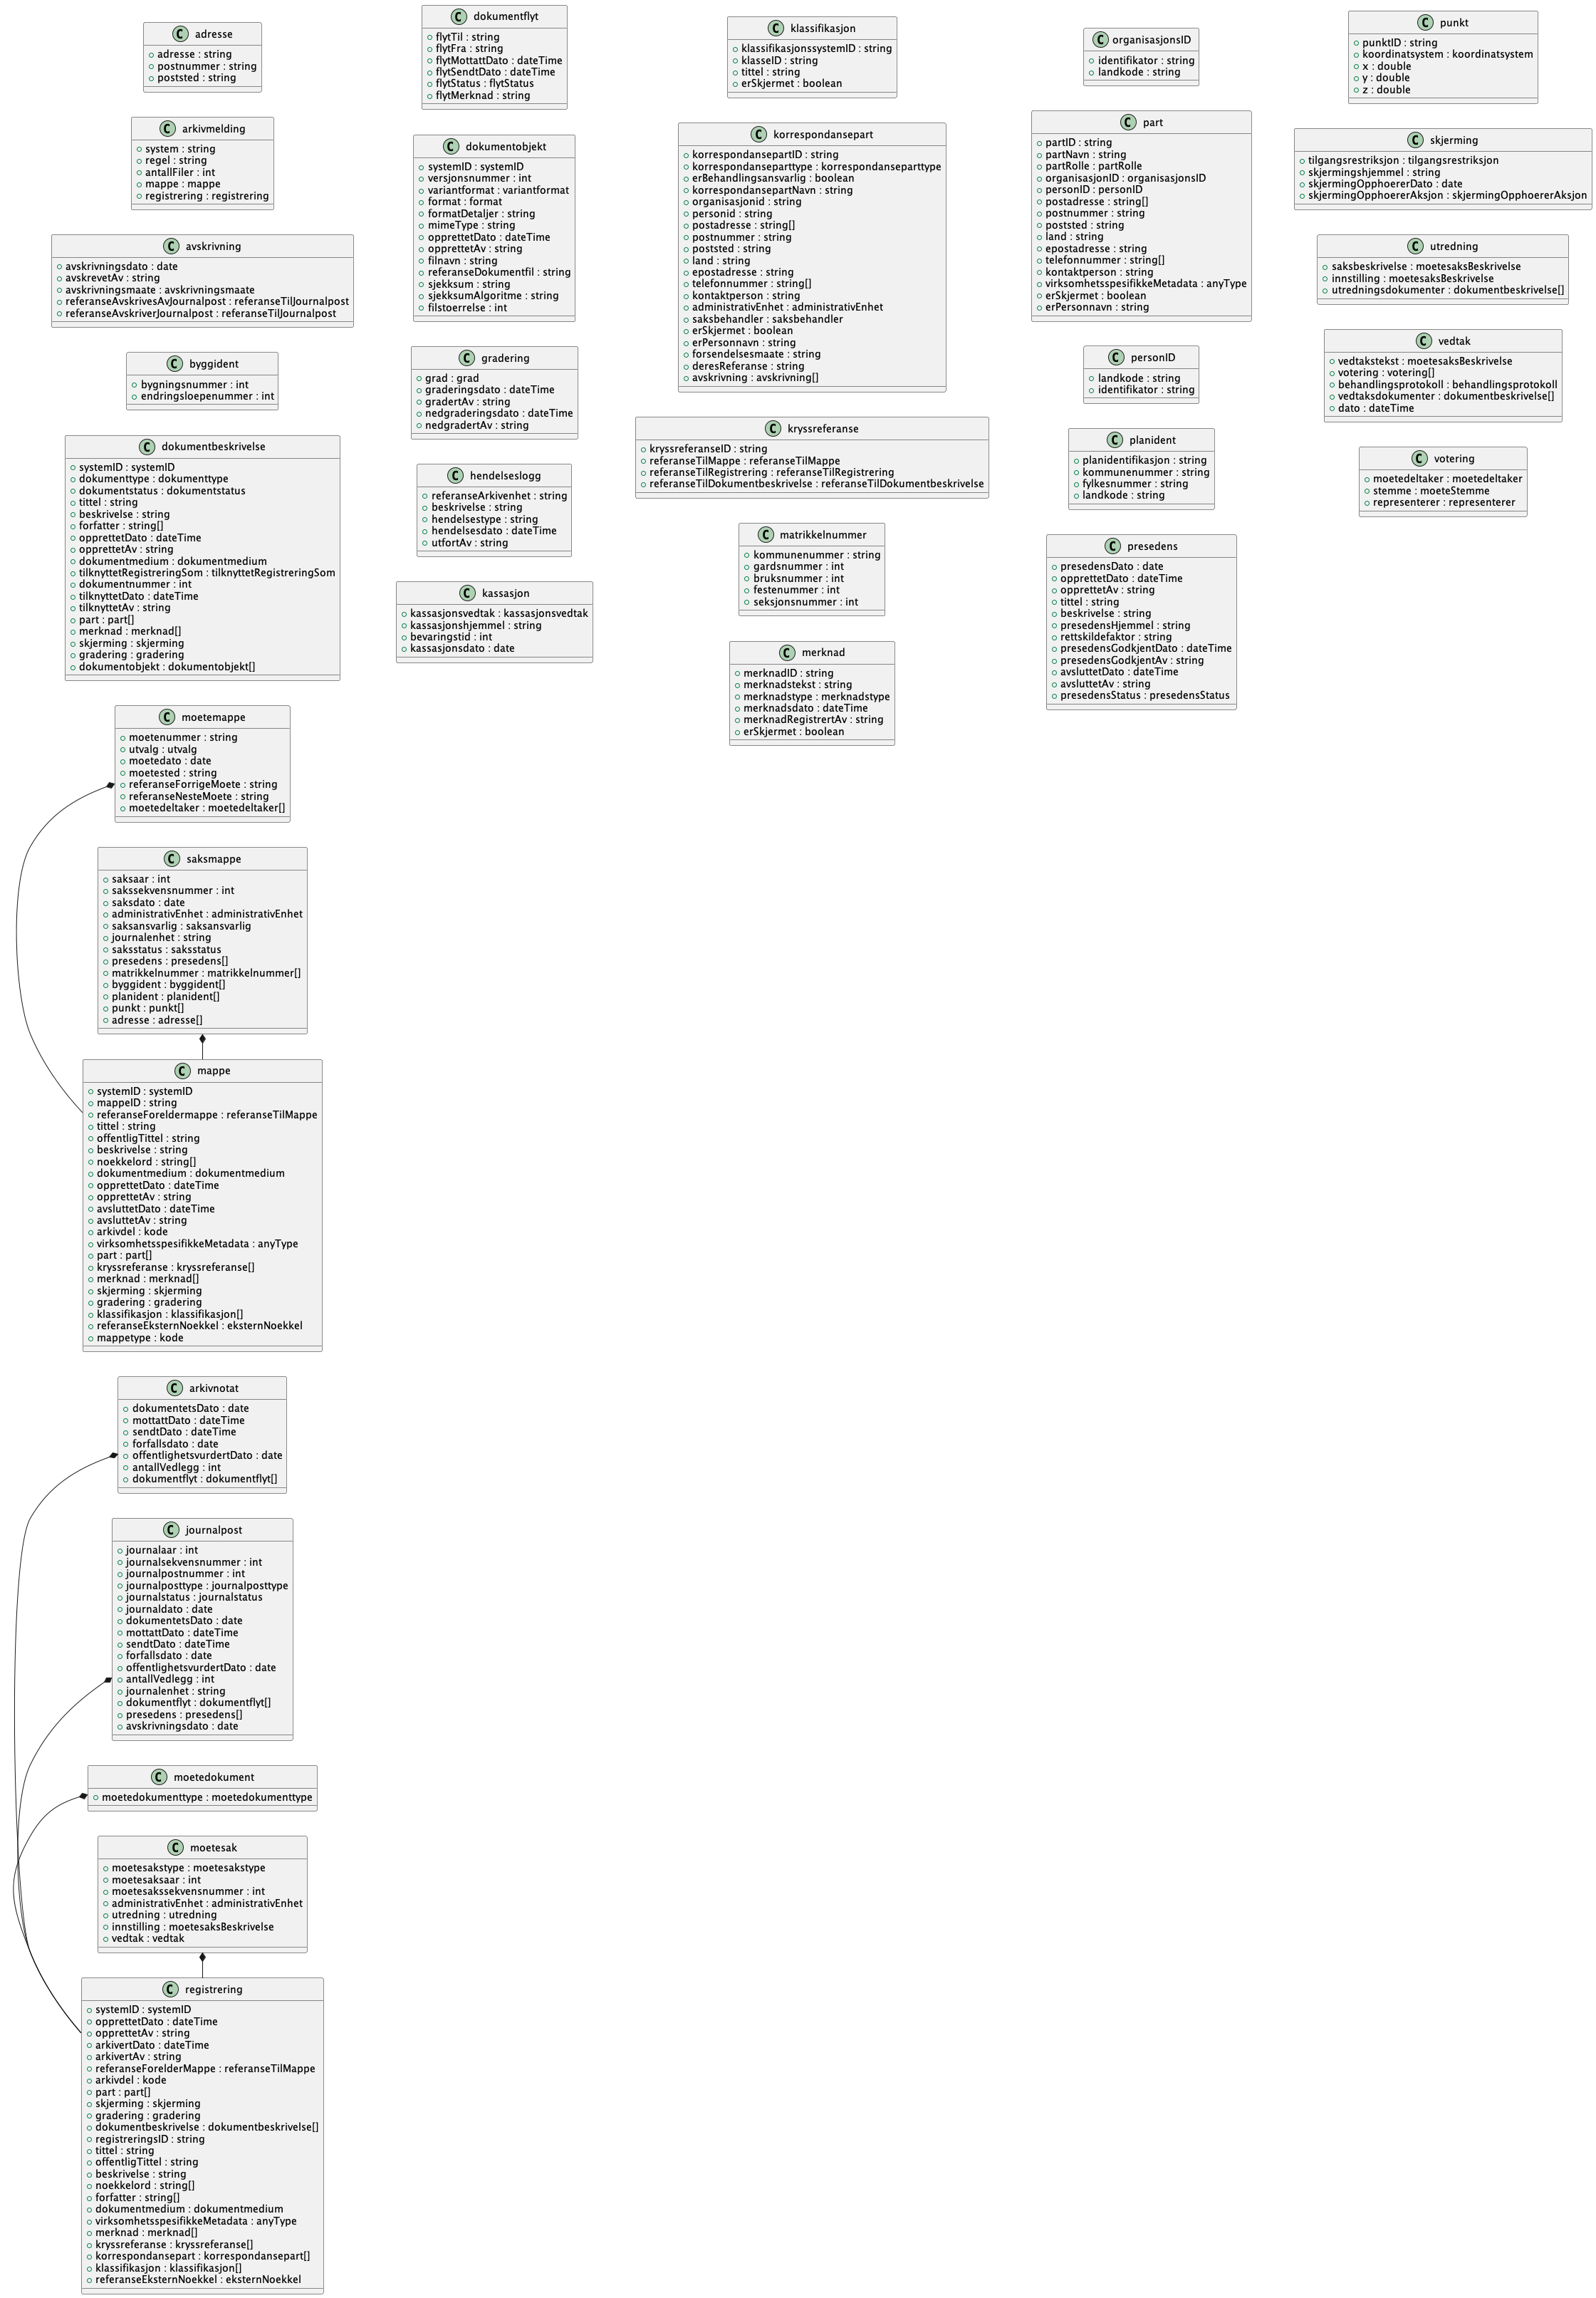 adresse
adresse : string
postnummer : string
poststed : string
arkivmelding
system : string
regel : string
antallFiler : int
mappe : mappe
registrering : registrering
avskrivning
avskrivningsdato : date
avskrevetAv : string
avskrivningsmaate : avskrivningsmaate
referanseAvskrivesAvJournalpost : referanseTilJournalpost
referanseAvskriverJournalpost : referanseTilJournalpost
byggident
bygningsnummer : int
endringsloepenummer : int
dokumentbeskrivelse
systemID : systemID
dokumenttype : dokumenttype
dokumentstatus : dokumentstatus
tittel : string
beskrivelse : string
forfatter : string[]
opprettetDato : dateTime
opprettetAv : string
dokumentmedium : dokumentmedium
tilknyttetRegistreringSom : tilknyttetRegistreringSom
dokumentnummer : int
tilknyttetDato : dateTime
tilknyttetAv : string
part : part[]
merknad : merknad[]
skjerming : skjerming
gradering : gradering
dokumentobjekt : dokumentobjekt[]
moetemappe
moetenummer : string
utvalg : utvalg
moetedato : date
moetested : string
referanseForrigeMoete : string
referanseNesteMoete : string
moetedeltaker : moetedeltaker[]
saksmappe
saksaar : int
sakssekvensnummer : int
saksdato : date
administrativEnhet : administrativEnhet
saksansvarlig : saksansvarlig
journalenhet : string
saksstatus : saksstatus
presedens : presedens[]
matrikkelnummer : matrikkelnummer[]
byggident : byggident[]
planident : planident[]
punkt : punkt[]
adresse : adresse[]
mappe
systemID : systemID
mappeID : string
referanseForeldermappe : referanseTilMappe
tittel : string
offentligTittel : string
beskrivelse : string
noekkelord : string[]
dokumentmedium : dokumentmedium
opprettetDato : dateTime
opprettetAv : string
avsluttetDato : dateTime
avsluttetAv : string
arkivdel : kode
virksomhetsspesifikkeMetadata : anyType
part : part[]
kryssreferanse : kryssreferanse[]
merknad : merknad[]
skjerming : skjerming
gradering : gradering
klassifikasjon : klassifikasjon[]
referanseEksternNoekkel : eksternNoekkel
mappetype : kode
arkivnotat
dokumentetsDato : date
mottattDato : dateTime
sendtDato : dateTime
forfallsdato : date
offentlighetsvurdertDato : date
antallVedlegg : int
dokumentflyt : dokumentflyt[]
journalpost
journalaar : int
journalsekvensnummer : int
journalpostnummer : int
journalposttype : journalposttype
journalstatus : journalstatus
journaldato : date
dokumentetsDato : date
mottattDato : dateTime
sendtDato : dateTime
forfallsdato : date
offentlighetsvurdertDato : date
antallVedlegg : int
journalenhet : string
dokumentflyt : dokumentflyt[]
presedens : presedens[]
avskrivningsdato : date
moetedokument
moetedokumenttype : moetedokumenttype
moetesak
moetesakstype : moetesakstype
moetesaksaar : int
moetesakssekvensnummer : int
administrativEnhet : administrativEnhet
utredning : utredning
innstilling : moetesaksBeskrivelse
vedtak : vedtak
registrering
systemID : systemID
opprettetDato : dateTime
opprettetAv : string
arkivertDato : dateTime
arkivertAv : string
referanseForelderMappe : referanseTilMappe
arkivdel : kode
part : part[]
skjerming : skjerming
gradering : gradering
dokumentbeskrivelse : dokumentbeskrivelse[]
registreringsID : string
tittel : string
offentligTittel : string
beskrivelse : string
noekkelord : string[]
forfatter : string[]
dokumentmedium : dokumentmedium
virksomhetsspesifikkeMetadata : anyType
merknad : merknad[]
kryssreferanse : kryssreferanse[]
korrespondansepart : korrespondansepart[]
klassifikasjon : klassifikasjon[]
referanseEksternNoekkel : eksternNoekkel
dokumentflyt
flytTil : string
flytFra : string
flytMottattDato : dateTime
flytSendtDato : dateTime
flytStatus : flytStatus
flytMerknad : string
dokumentobjekt
systemID : systemID
versjonsnummer : int
variantformat : variantformat
format : format
formatDetaljer : string
mimeType : string
opprettetDato : dateTime
opprettetAv : string
filnavn : string
referanseDokumentfil : string
sjekksum : string
sjekksumAlgoritme : string
filstoerrelse : int
gradering
grad : grad
graderingsdato : dateTime
gradertAv : string
nedgraderingsdato : dateTime
nedgradertAv : string
hendelseslogg
referanseArkivenhet : string
beskrivelse : string
hendelsestype : string
hendelsesdato : dateTime
utfortAv : string
kassasjon
kassasjonsvedtak : kassasjonsvedtak
kassasjonshjemmel : string
bevaringstid : int
kassasjonsdato : date
klassifikasjon
klassifikasjonssystemID : string
klasseID : string
tittel : string
erSkjermet : boolean
korrespondansepart
korrespondansepartID : string
korrespondanseparttype : korrespondanseparttype
erBehandlingsansvarlig : boolean
korrespondansepartNavn : string
organisasjonid : string
personid : string
postadresse : string[]
postnummer : string
poststed : string
land : string
epostadresse : string
telefonnummer : string[]
kontaktperson : string
administrativEnhet : administrativEnhet
saksbehandler : saksbehandler
erSkjermet : boolean
erPersonnavn : string
forsendelsesmaate : string
deresReferanse : string
avskrivning : avskrivning[]
kryssreferanse
kryssreferanseID : string
referanseTilMappe : referanseTilMappe
referanseTilRegistrering : referanseTilRegistrering
referanseTilDokumentbeskrivelse : referanseTilDokumentbeskrivelse
matrikkelnummer
kommunenummer : string
gardsnummer : int
bruksnummer : int
festenummer : int
seksjonsnummer : int
merknad
merknadID : string
merknadstekst : string
merknadstype : merknadstype
merknadsdato : dateTime
merknadRegistrertAv : string
erSkjermet : boolean
organisasjonsID
identifikator : string
landkode : string
part
partID : string
partNavn : string
partRolle : partRolle
organisasjonID : organisasjonsID
personID : personID
postadresse : string[]
postnummer : string
poststed : string
land : string
epostadresse : string
telefonnummer : string[]
kontaktperson : string
virksomhetsspesifikkeMetadata : anyType
erSkjermet : boolean
erPersonnavn : string
personID
landkode : string
identifikator : string
planident
planidentifikasjon : string
kommunenummer : string
fylkesnummer : string
landkode : string
presedens
presedensDato : date
opprettetDato : dateTime
opprettetAv : string
tittel : string
beskrivelse : string
presedensHjemmel : string
rettskildefaktor : string
presedensGodkjentDato : dateTime
presedensGodkjentAv : string
avsluttetDato : dateTime
avsluttetAv : string
presedensStatus : presedensStatus
punkt
punktID : string
koordinatsystem : koordinatsystem
x : double
y : double
z : double
skjerming
tilgangsrestriksjon : tilgangsrestriksjon
skjermingshjemmel : string
skjermingOpphoererDato : date
skjermingOpphoererAksjon : skjermingOpphoererAksjon
utredning
saksbeskrivelse : moetesaksBeskrivelse
innstilling : moetesaksBeskrivelse
utredningsdokumenter : dokumentbeskrivelse[]
vedtak
vedtakstekst : moetesaksBeskrivelse
votering : votering[]
behandlingsprotokoll : behandlingsprotokoll
vedtaksdokumenter : dokumentbeskrivelse[]
dato : dateTime
votering
moetedeltaker : moetedeltaker
stemme : moeteStemme
representerer : representerer